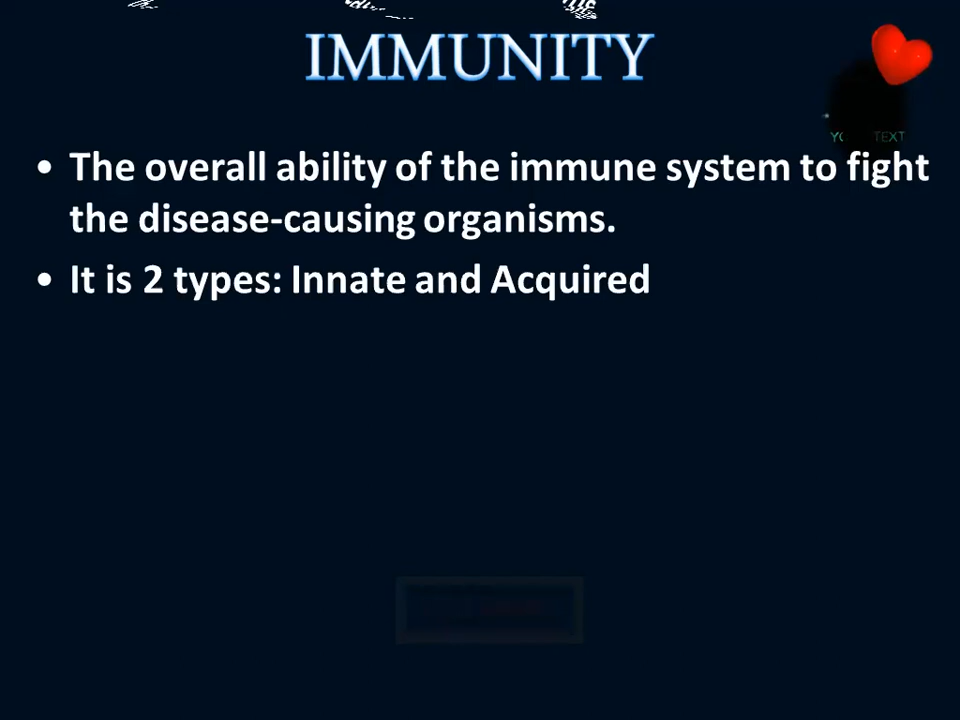 IMMUNITY
• The overall ability of the immune system to fight
the disease-causing organisms.
• It is 2 types: Innate and Acquired
TEXT